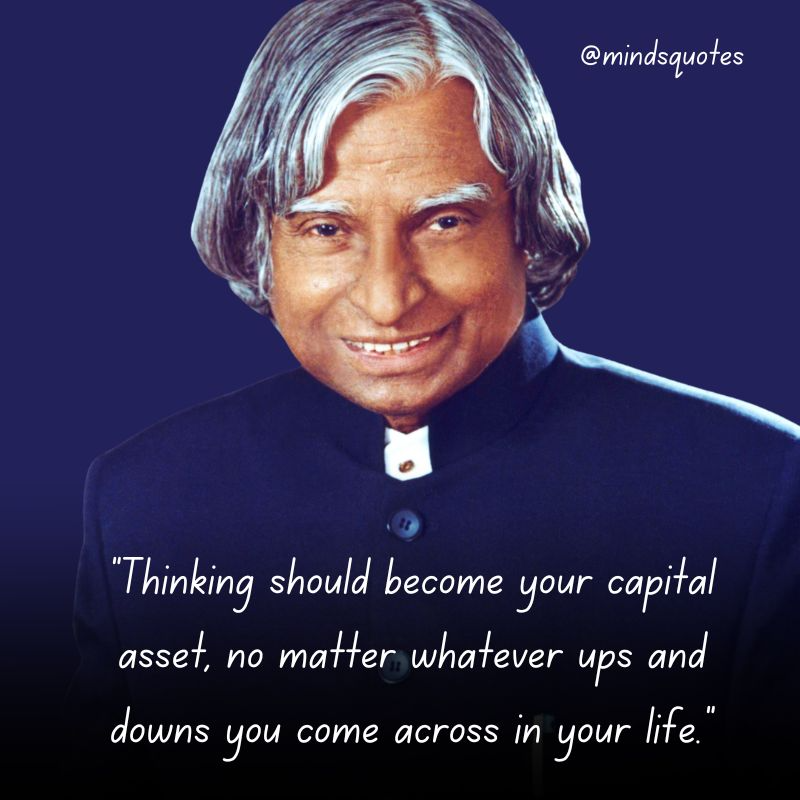 @mindsquotes
"Thinking should become your capital
asset, no matter whatever ups and
downs you come across in your life."